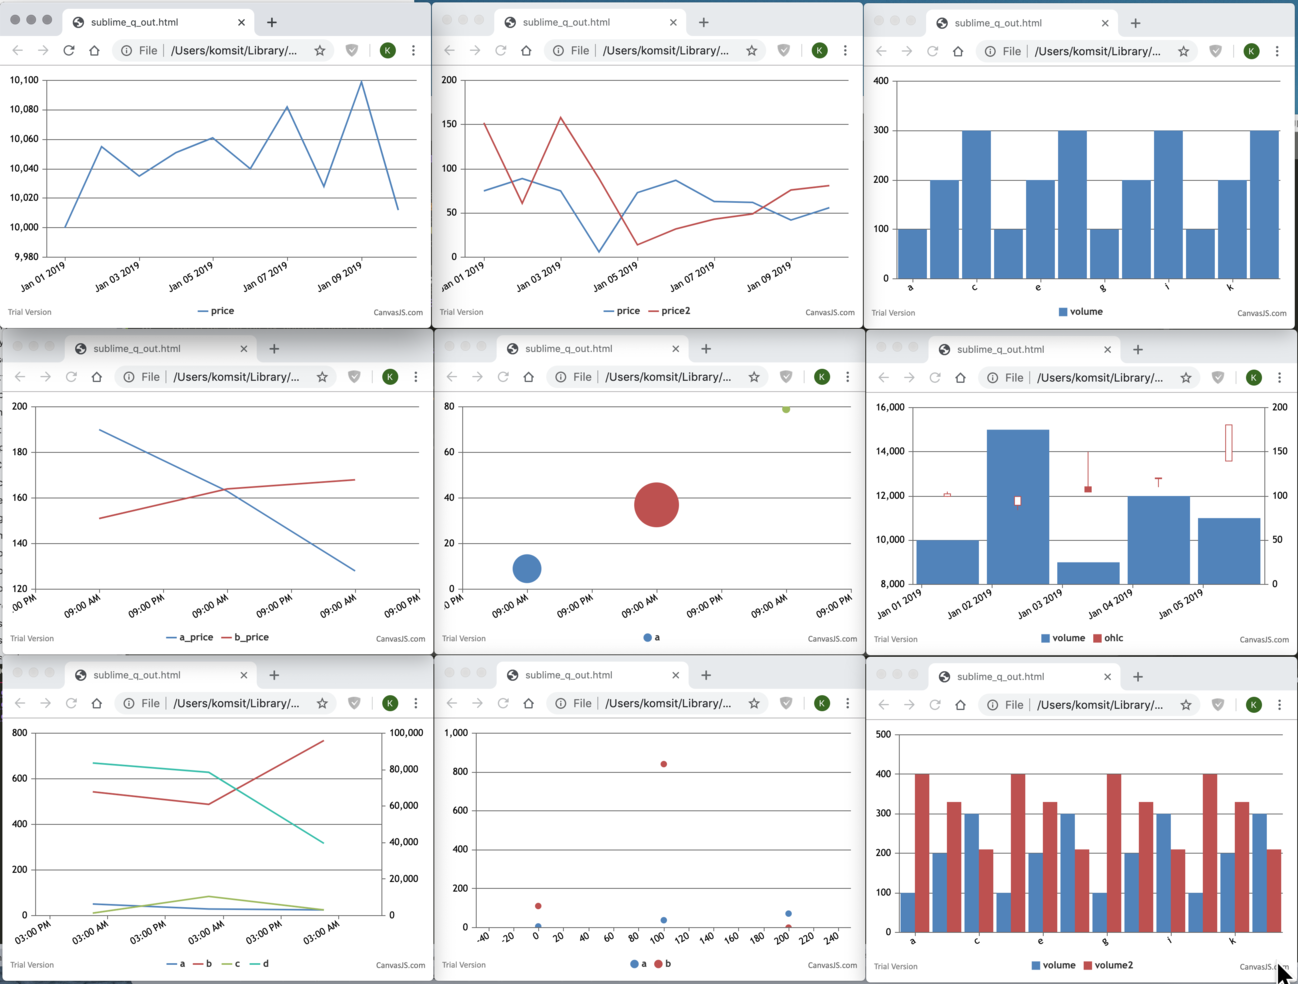 sublime_q_out.html
File /Users/komsit/Library/... K
10,100
10,080
10,060
10,040
10,020
10,000
9,980
Jan 01 2019 Jan 03 2019 Jan 05 2019 Jan 07 2019 Jan 09 2019
price
Trial Version CanvasJS.com
sublime_q_out.html
File /Users/komsit/Library/... K
200
150
100
50
0
Jan 01 2019 Jan 03 2019 Jan 05 2019 Jan 07 2019 Jan 09 2019
price price2
Trial Version CanvasJS.com
sublime_q_out.html
File /Users/komsit/Library/... K
400
300
200
100
0
a c e g i k
volume
Trial Version CanvasJS.com
sublime_q_out.html
File /Users/komsit/Library/... K
200
180
160
140
120
00 PM 09:00 AM 09:00 PM 09:00 AM 09:00 PM 09:00 AM 09:00 PM
a_price b_price
Trial Version CanvasJS.com
sublime_q_out.html
File /Users/komsit/Library/... K
80
60
40
20
0
0 PM 09:00 AM 09:00 PM 09:00 AM 09:00 PM 09:00 AM 09:00 PM
a
Trial Version CanvasJS.com
sublime_q_out.html
File /Users/komsit/Library/... K
16,000 200
14,000 150
12,000 100
10,000 50
8,000 0
Jan 01 2019 Jan 02 2019 Jan 03 2019 Jan 04 2019 Jan 05 2019
volume ohlc
Trial Version CanvasJS.com
sublime_q_out.html
File /Users/komsit/Library/... K
800 100,000
80,000
600
60,000
400
40,000
200
20,000
0 0
03:00 PM 03:00 AM 03:00 PM 03:00 AM 03:00 PM 03:00 AM
a b c d
Trial Version CanvasJS.com
sublime_q_out.html
File /Users/komsit/Library/... K
1,000
800
600
400
200
0
-40 -20 0 20 40 60 80 100 120 140 160 180 200 220 240
a b
Trial Version CanvasJS.com
sublime_q_out.html
File /Users/komsit/Library/... K
500
400
300
200
100
0
a c e g i k
volume volume2
Trial Version